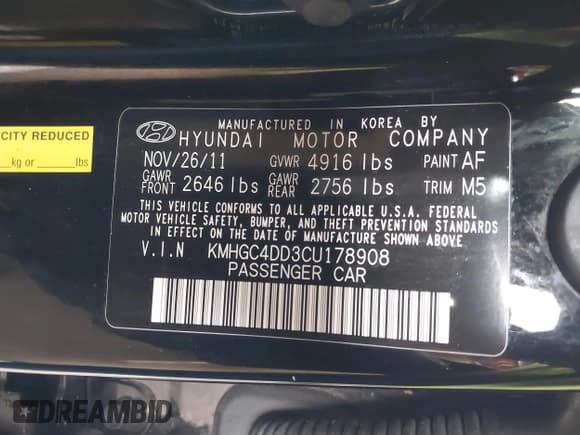 CITY REDUCED
kg or lbs
MANUFACTURED IN KOREA BY
HYUNDAI MOTOR COMPANY
NOV/26/11 GVWR 4916 lbs PAINT AF
GAWR FRONT 2646 lbs GAWR REAR 2756 lbs TRIM M5
THIS VEHICLE CONFORMS TO ALL APPLICABLE U.S.A. FEDERAL
MOTOR VEHICLE SAFETY, BUMPER, AND THEFT PREVENTION STANDARDS
IN EFFECT ON THE DATE OF MANUFACTURE SHOWN ABOVE
V.I.N KMHGC4DD3CU178908
PASSENGER CAR
DREAMBID